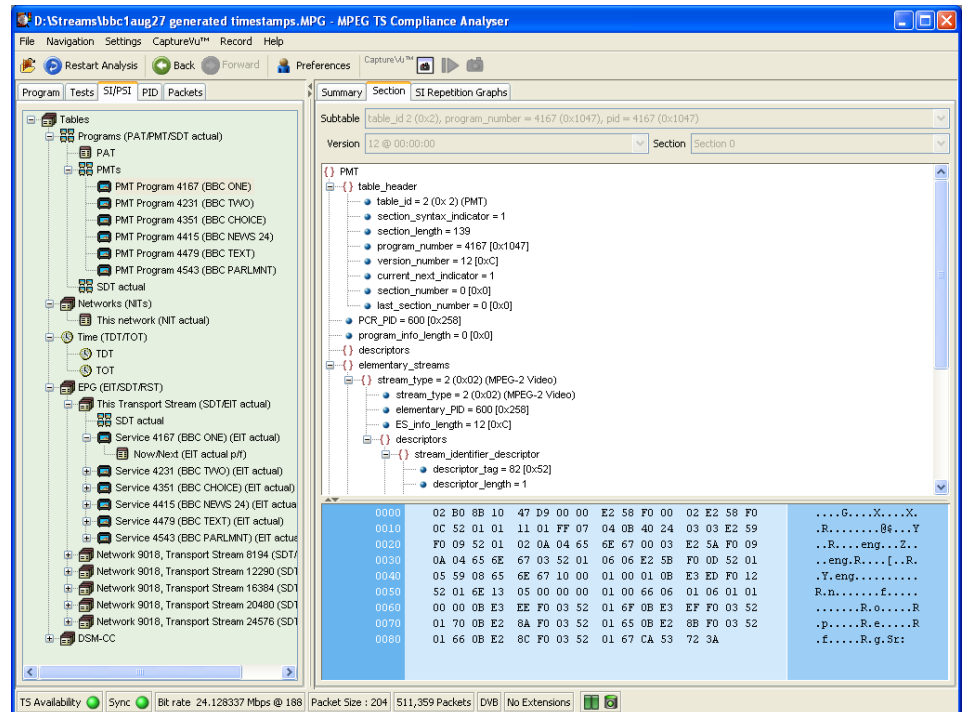 D:\Streams\bbc1aug27 generated timestamps.MPG - MPEG TS Compliance Analyser
File Navigation Settings CaptureVu™ Record Help
Restart Analysis Back Forward Preferences CaptureVu™
Program Tests SI/PSI PID Packets
Tables
Programs (PAT/PMT/SDT actual)
PAT
PMTs
PMT Program 4167 (BBC ONE)
PMT Program 4231 (BBC TWO)
PMT Program 4351 (BBC CHOICE)
PMT Program 4415 (BBC NEWS 24)
PMT Program 4479 (BBC TEXT)
PMT Program 4543 (BBC PARLMNT)
SDT actual
Networks (NITs)
This network (NIT actual)
Time (TDT/TOT)
TDT
TOT
EPG (EIT/SDT/RST)
This Transport Stream (SDT/EIT actual)
SDT actual
Service 4167 (BBC ONE) (EIT actual)
Now/Next (EIT actual p/f)
Service 4231 (BBC TWO) (EIT actual)
Service 4351 (BBC CHOICE) (EIT actual)
Service 4415 (BBC NEWS 24) (EIT actua
Service 4479 (BBC TEXT) (EIT actual)
Service 4543 (BBC PARLMNT) (EIT actue
Network 9018, Transport Stream 8194 (SDT/
Network 9018, Transport Stream 12290 (SD1
Network 9018, Transport Stream 16384 (SD1
Network 9018, Transport Stream 20480 (SD1
Network 9018, Transport Stream 24576 (SD1
DSM-CC
Summary Section SI Repetition Graphs
Subtable table_id 2 (0x2), program_number = 4167 (0x1047), pid = 4167 (0x1047)
Version 12 @ 00:00:00 Section Section 0
{} PMT
{} table_header
table_id = 2 (0x 2) (PMT)
section_syntax_indicator = 1
section_length = 139
program_number = 4167 [0x1047]
version_number = 12 [0xC]
current_next_indicator = 1
section_number = 0 [0x0]
last_section_number = 0 [0x0]
PCR_PID = 600 [0x258]
program_info_length = 0 [0x0]
{} descriptors
{} elementary_streams
{} stream_type = 2 (0x02) (MPEG-2 Video)
stream_type = 2 (0x02) (MPEG-2 Video)
elementary_PID = 600 [0x258]
ES_info_length = 12 [0xC]
{} descriptors
{} stream_identifier_descriptor
descriptor_tag = 82 [0x52]
descriptor_length = 1
0000 02 B0 8B 10 47 D9 00 00 E2 58 F0 00 02 E2 58 F0 ....G....X....X.
0010 0C 52 01 01 11 01 FF 07 04 0B 40 24 03 03 E2 59 .R........@$...Y
0020 F0 09 52 01 02 0A 04 65 6E 67 00 03 E2 5A F0 09 ..R....eng...Z..
0030 0A 04 65 6E 67 03 52 01 06 06 E2 5B F0 0D 52 01 ..eng.R....[..R.
0040 05 59 08 65 6E 67 10 00 01 00 01 0B E3 ED F0 12 .Y.eng..........
0050 52 01 6E 13 05 00 00 00 01 00 66 06 01 06 01 01 R.n.......f.....
0060 00 00 0B E3 EE F0 03 52 01 6F 0B E3 EF F0 03 52 .......R.o.....R
0070 01 70 0B E2 8A F0 03 52 01 65 0B E2 8B F0 03 52 .p.....R.e.....R
0080 01 66 0B E2 8C F0 03 52 01 67 CA 53 72 3A .f.....R.g.Sr:
TS Availability Sync Bit rate 24.128337 Mbps @ 188 Packet Size : 204 511,359 Packets DVB No Extensions